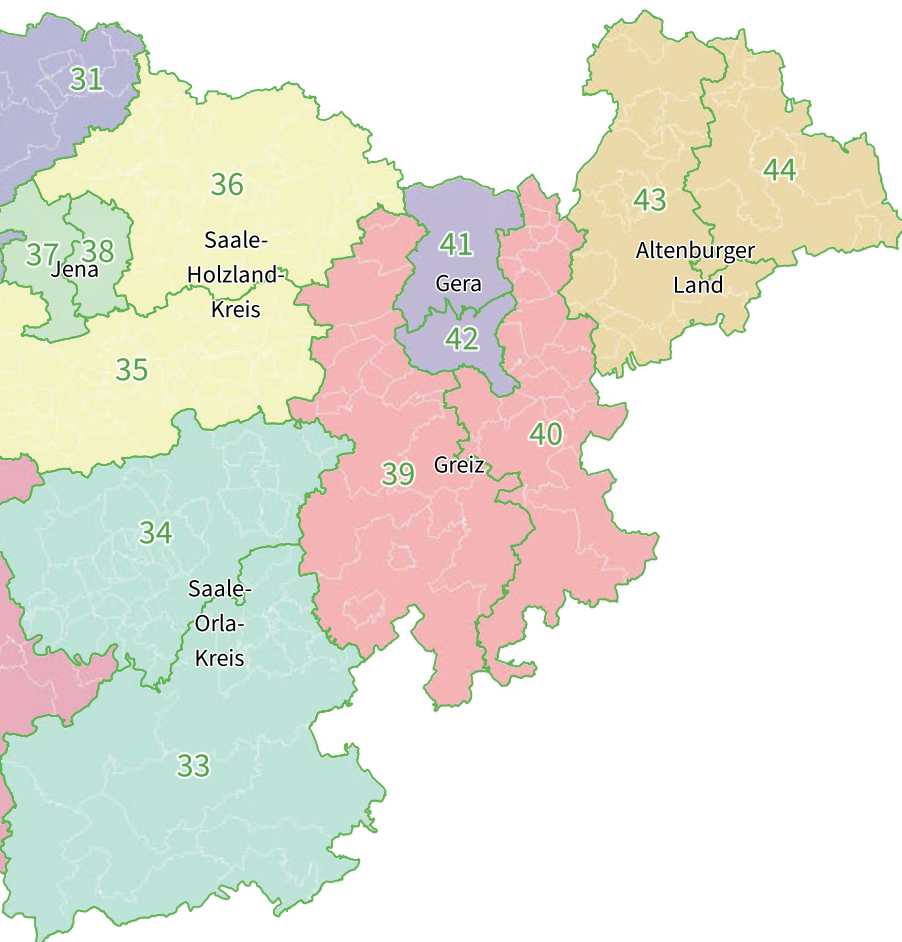 31
36
44
43
Saale-
Holzland-
Kreis
37
38
Jena
41
Gera
Altenburger
Land
42
35
40
39
Greiz
34
Saale-
Orla-
Kreis
33